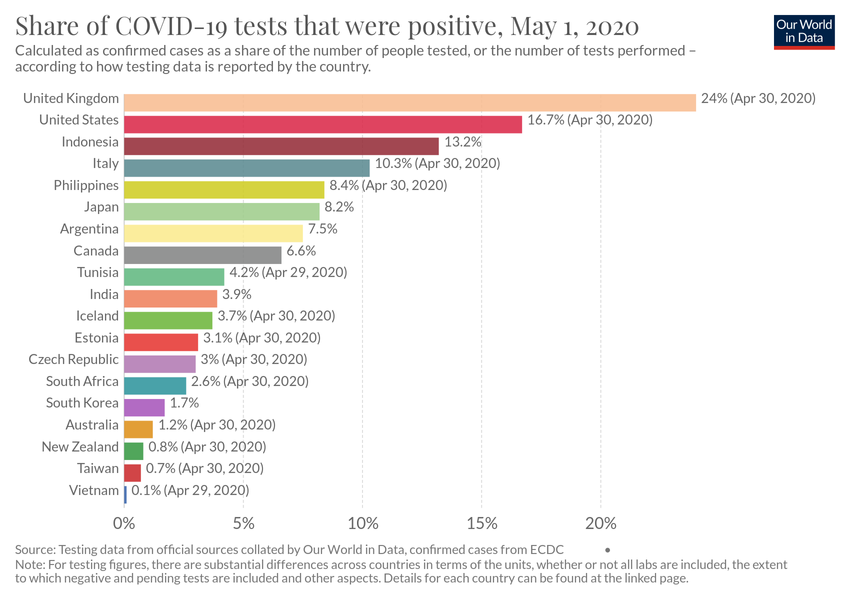 Share of COVID-19 tests that were positive, May 1, 2020
Our World
in Data
Calculated as confirmed cases as a share of the number of people tested, or the number of tests performed –
according to how testing data is reported by the country.
United Kingdom 24% (Apr 30, 2020)
United States 16.7% (Apr 30, 2020)
Indonesia 13.2%
Italy 10.3% (Apr 30, 2020)
Philippines 8.4% (Apr 30, 2020)
Japan 8.2%
Argentina 7.5%
Canada 6.6%
Tunisia 4.2% (Apr 29, 2020)
India 3.9%
Iceland 3.7% (Apr 30, 2020)
Estonia 3.1% (Apr 30, 2020)
Czech Republic 3% (Apr 30, 2020)
South Africa 2.6% (Apr 30, 2020)
South Korea 1.7%
Australia 1.2% (Apr 30, 2020)
New Zealand 0.8% (Apr 30, 2020)
Taiwan 0.7% (Apr 30, 2020)
Vietnam 0.1% (Apr 29, 2020)
0% 5% 10% 15% 20%
Source: Testing data from official sources collated by Our World in Data, confirmed cases from ECDC •
Note: For testing figures, there are substantial differences across countries in terms of the units, whether or not all labs are included, the extent
to which negative and pending tests are included and other aspects. Details for each country can be found at the linked page.